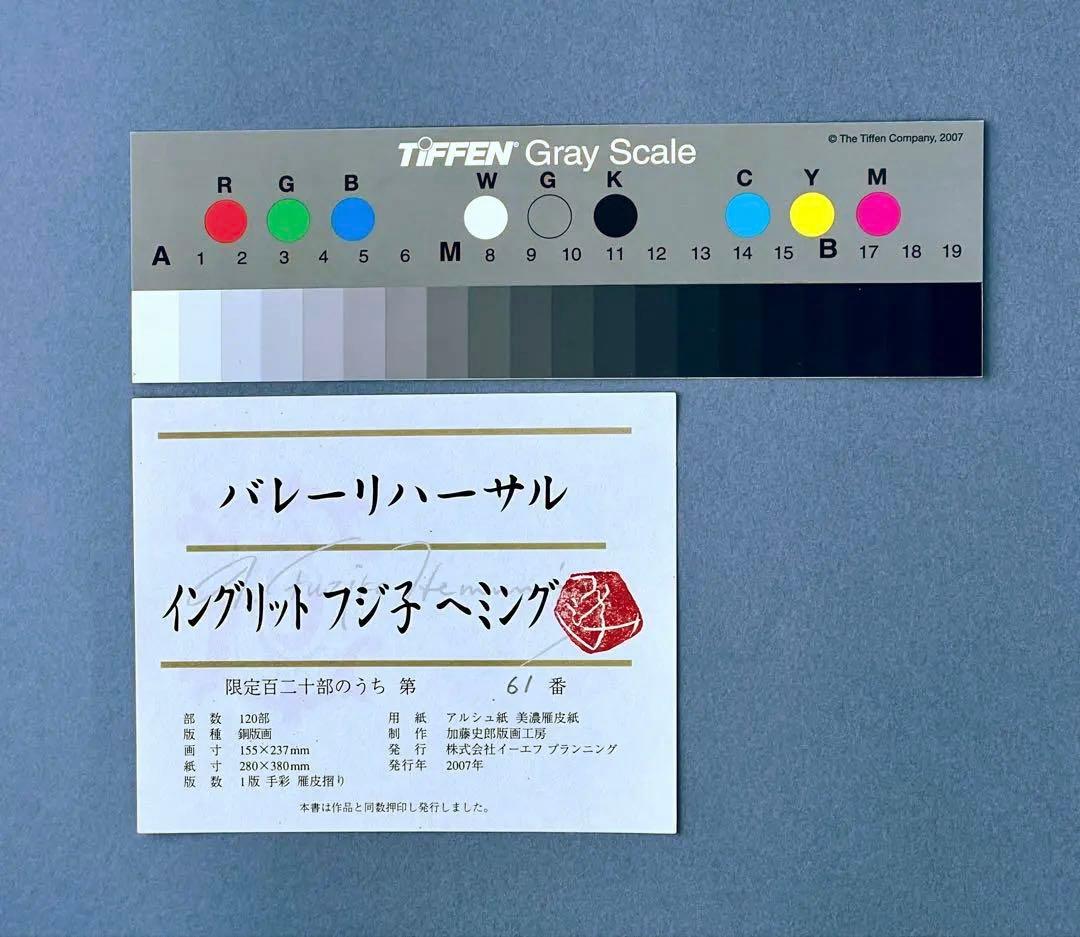 TIFFEN® Gray Scale
© The Tiffen Company, 2007
R G B W G K C Y M
A 1 2 3 4 5 6 M 8 9 10 11 12 13 14 15 B 17 18 19
バレーリハーサル
イングリット フジ子 ヘミング
限定百二十部のうち 第 61 番
部数 120部
版種 銅版画
画寸 155×237mm
紙寸 280×380mm
版数 1版 手彩 雁皮摺り
用紙 アルシュ紙 美濃雁皮紙
制作 加藤史郎版画工房
発行 株式会社イーエフ プランニング
発行年 2007年
本書は作品と同数押印し発行しました。